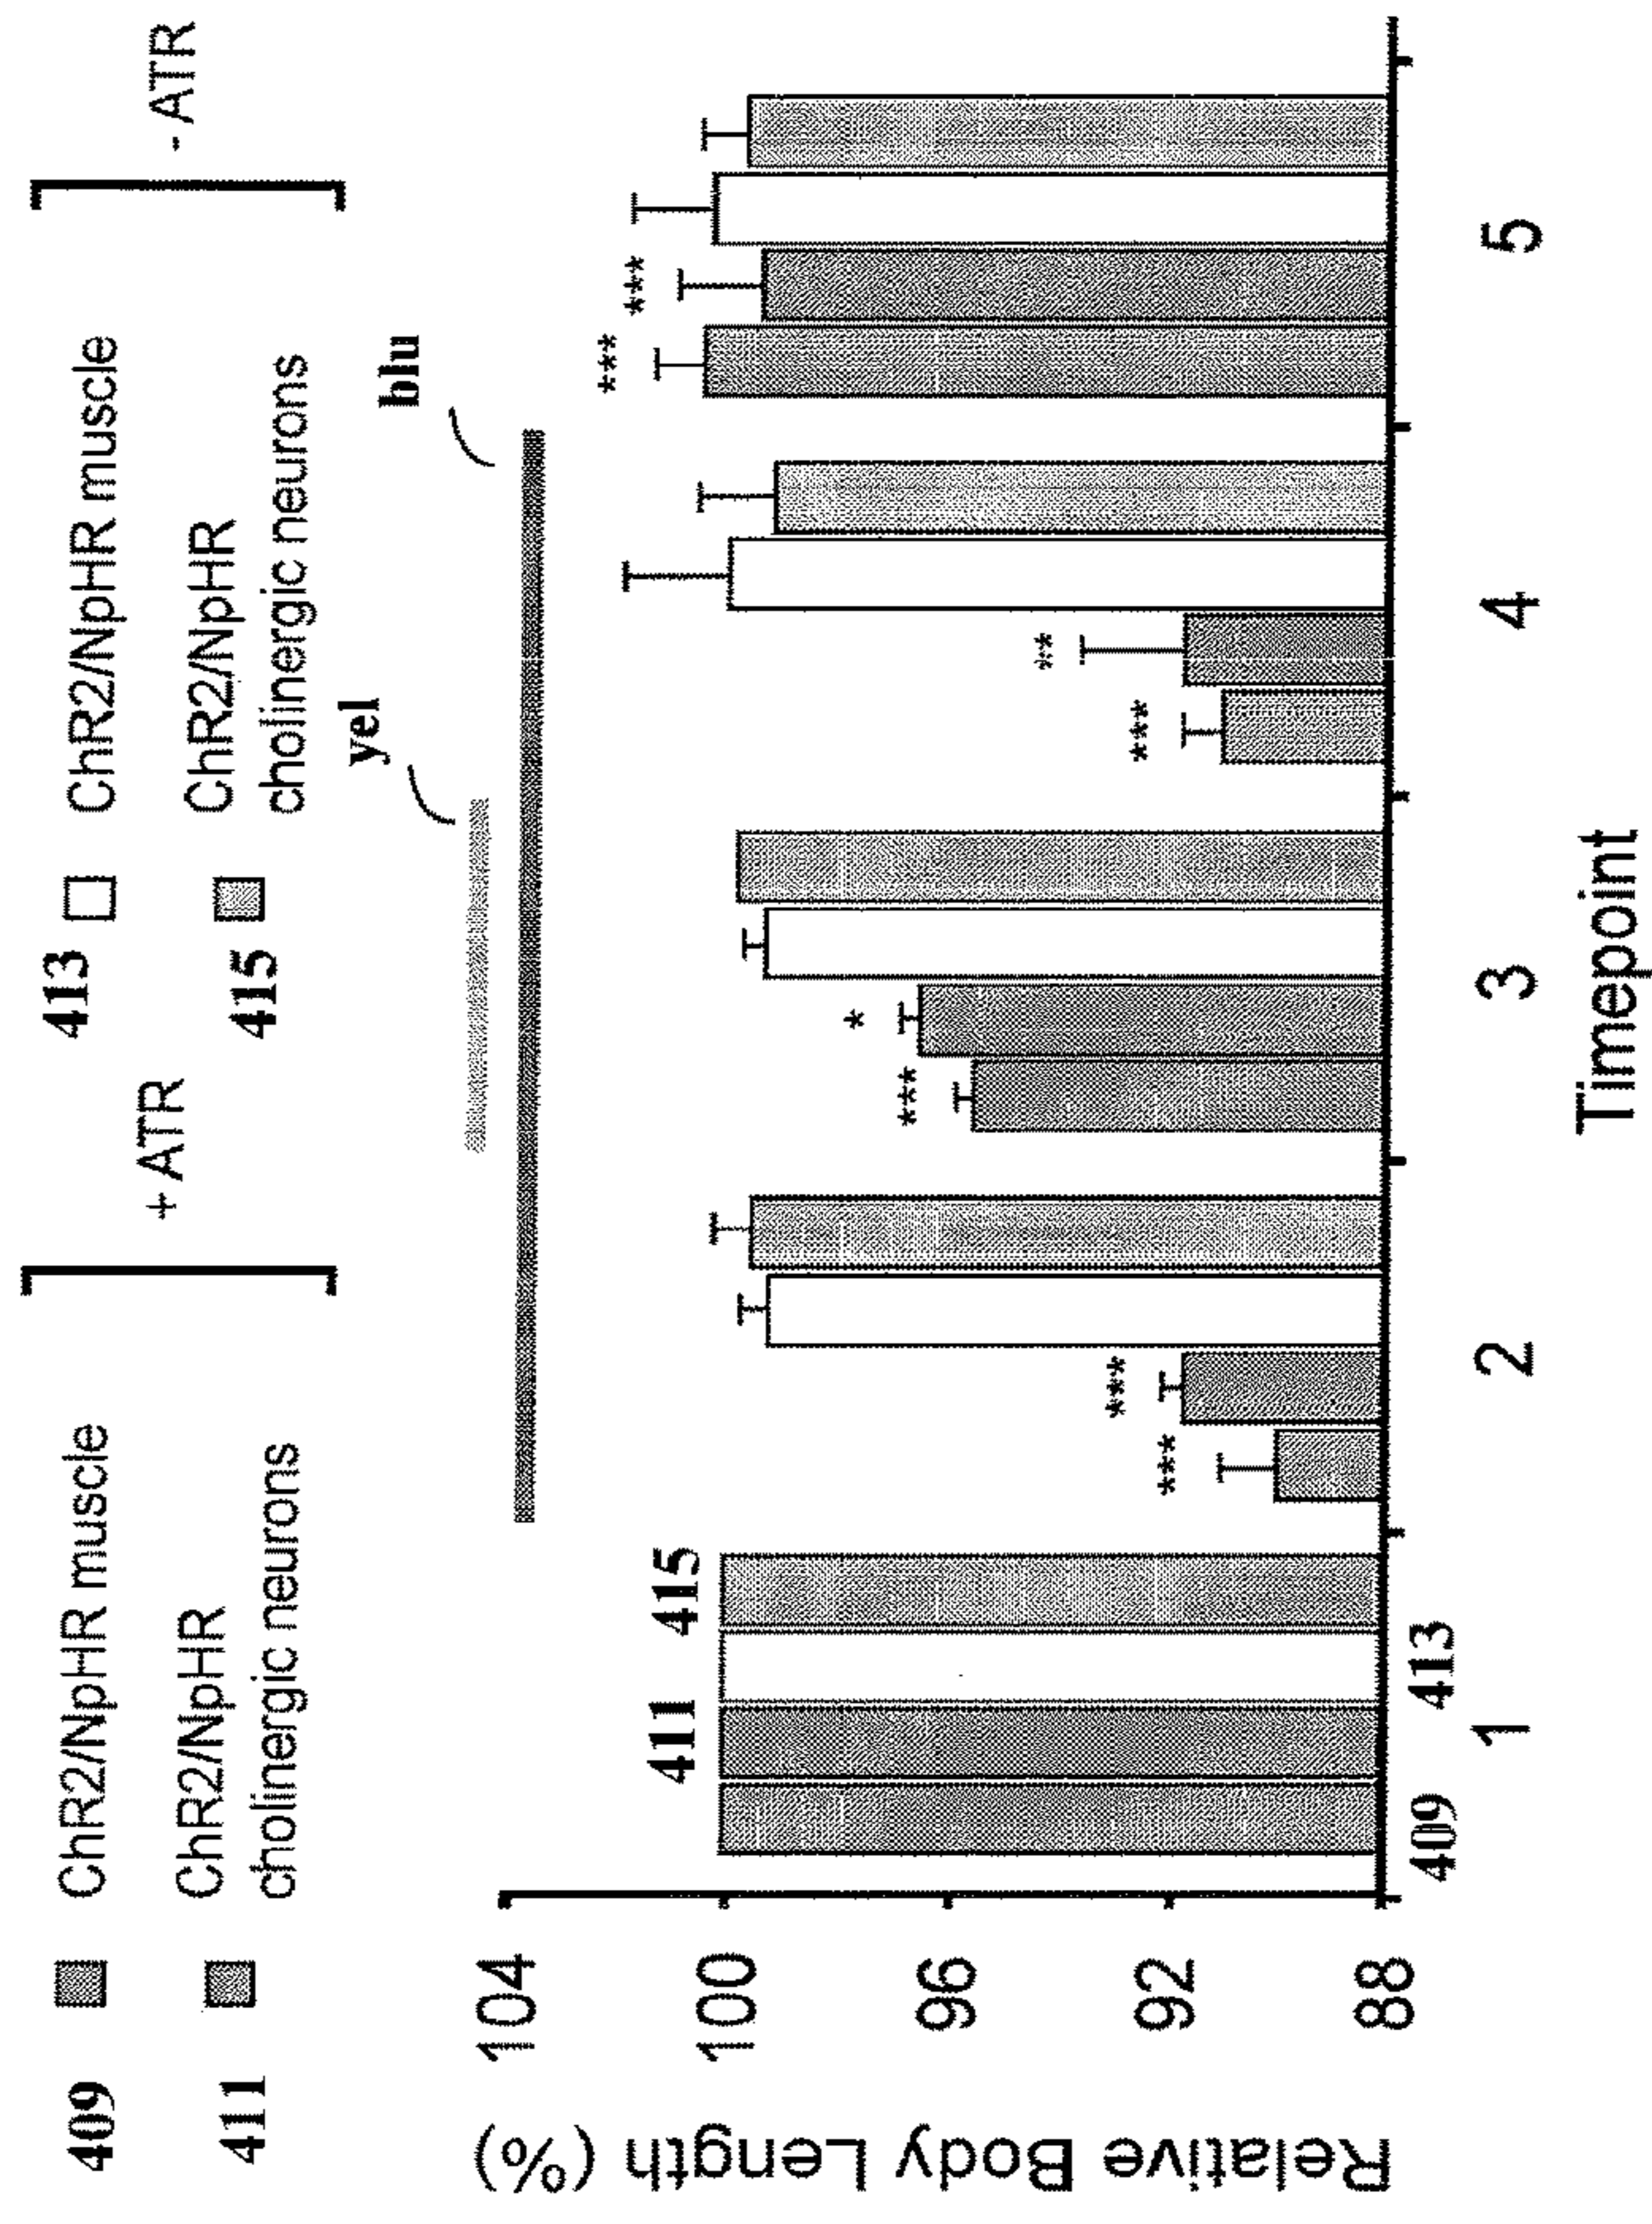 409 ChR2/NpHR muscle
411 ChR2/NpHR
cholinergic neurons
+ ATR
413 ChR2/NpHR muscle
415 ChR2/NpHR
cholinergic neurons
- ATR
yel
blu
Relative Body Length (%)
104
100
96
92
88
411
415
409
413
***
***
***
*
***
**
***
***
1
2
3
4
5
Timepoint